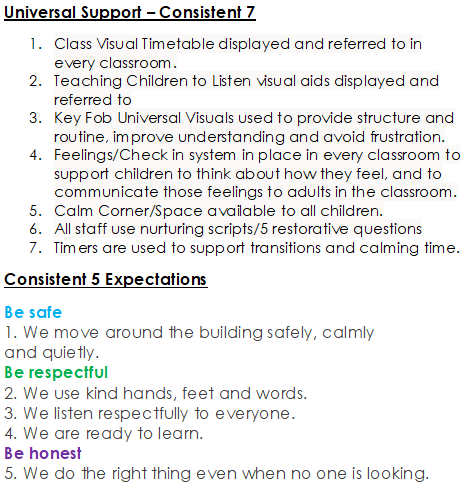 Universal Support – Consistent 7
1. Class Visual Timetable displayed and referred to in
every classroom.
2. Teaching Children to Listen visual aids displayed and
referred to
3. Key Fob Universal Visuals used to provide structure and
routine, improve understanding and avoid frustration.
4. Feelings/Check in system in place in every classroom to
support children to think about how they feel, and to
communicate those feelings to adults in the classroom.
5. Calm Corner/Space available to all children.
6. All staff use nurturing scripts/5 restorative questions
7. Timers are used to support transitions and calming time.
Consistent 5 Expectations
Be safe
1. We move around the building safely, calmly
and quietly.
Be respectful
2. We use kind hands, feet and words.
3. We listen respectfully to everyone.
4. We are ready to learn.
Be honest
5. We do the right thing even when no one is looking.